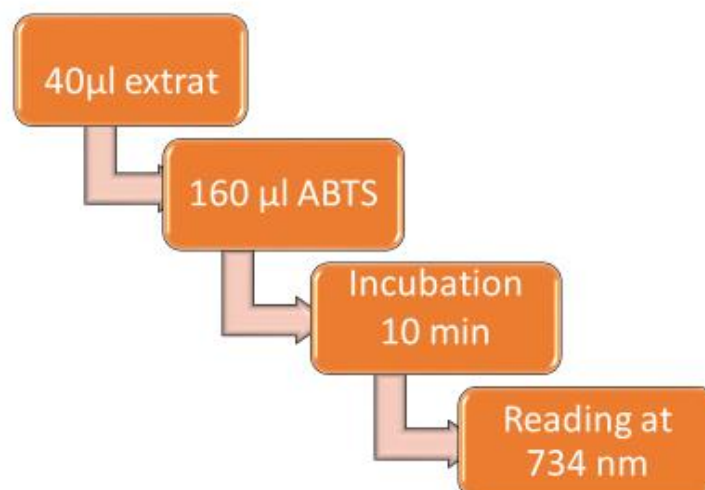 40µl extrat
160 µl ABTS
Incubation
10 min
Reading at
734 nm